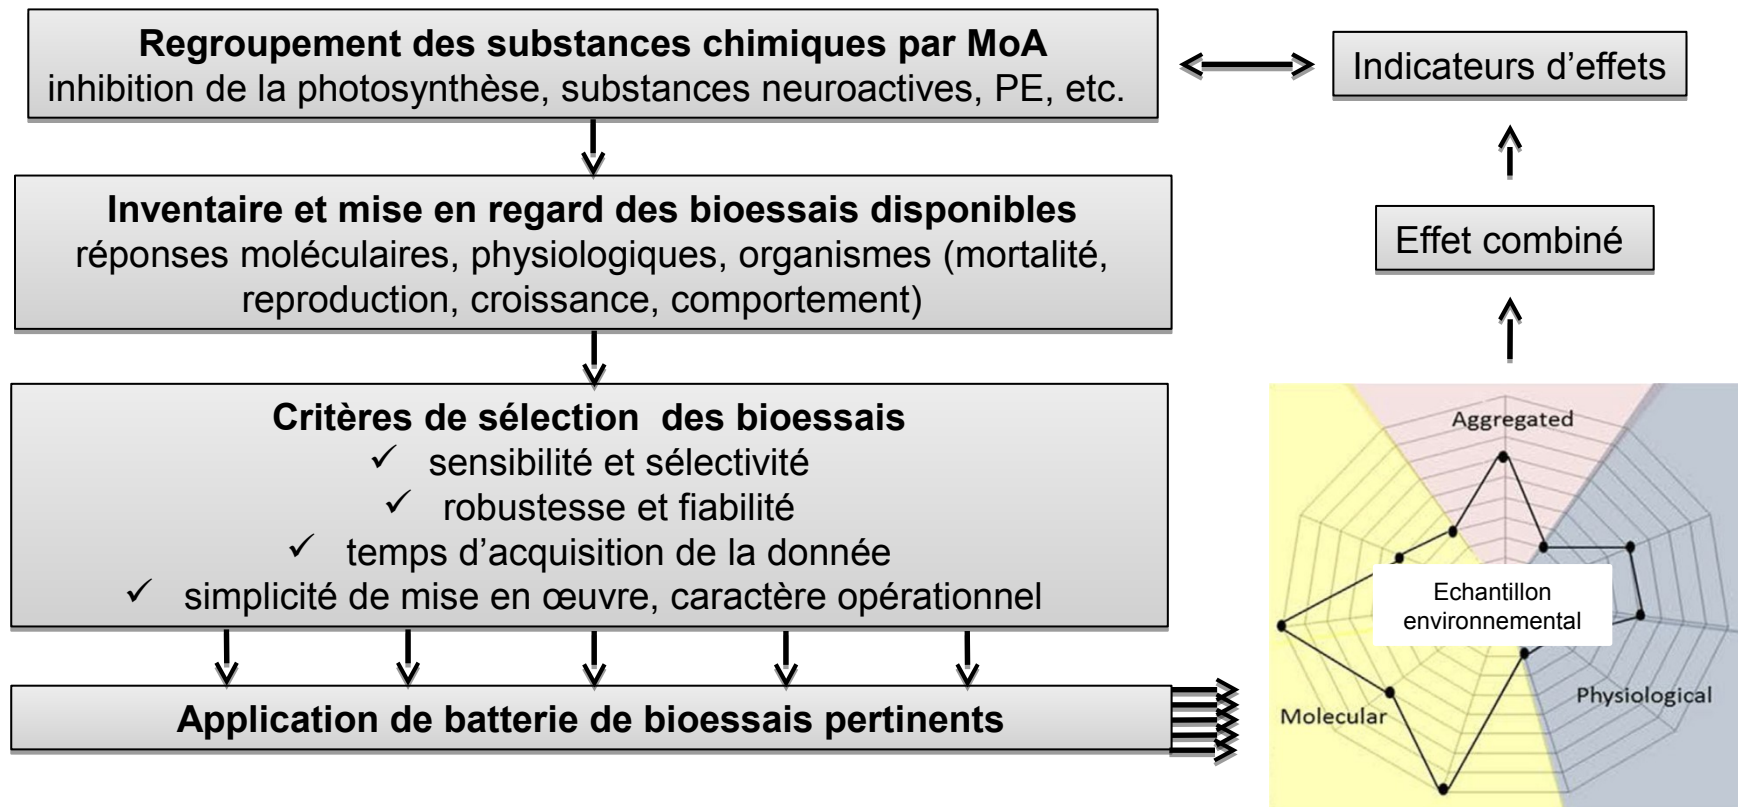 Regroupement des substances chimiques par MoA
inhibition de la photosynthèse, substances neuroactives, PE, etc.
Indicateurs d’effets
Inventaire et mise en regard des bioessais disponibles
réponses moléculaires, physiologiques, organismes (mortalité,
reproduction, croissance, comportement)
Effet combiné
Critères de sélection  des bioessais
✓ sensibilité et sélectivité
✓ robustesse et fiabilité
✓ temps d’acquisition de la donnée
✓ simplicité de mise en œuvre, caractère opérationnel
Application de batterie de bioessais pertinents
Aggregated
Echantillon
environnemental
Physiological
Molecular